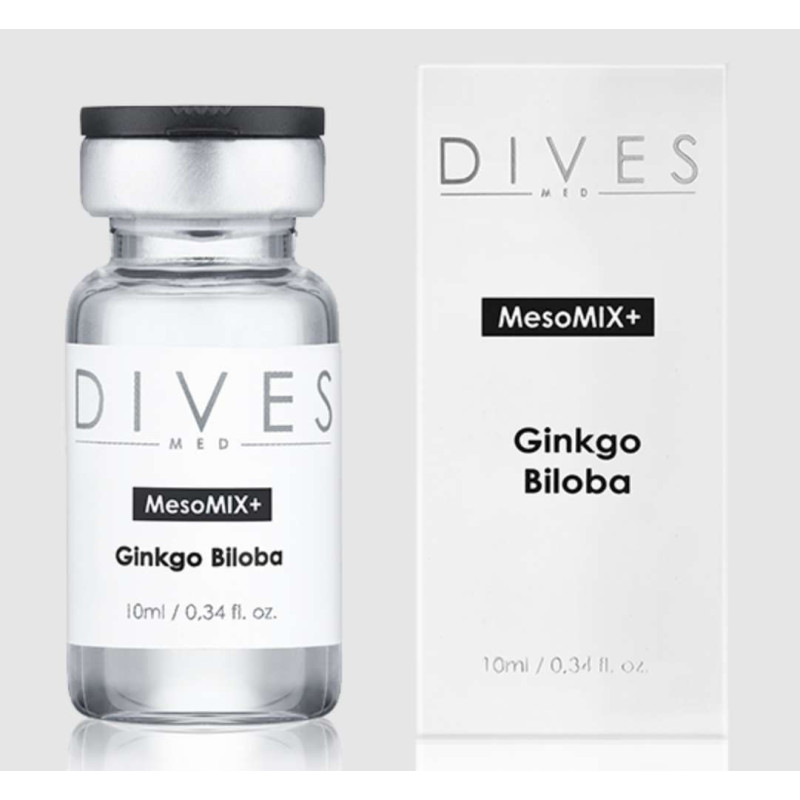 DIVES
MED
MesoMIX+
Ginkgo Biloba
10ml / 0,34 fl. oz.
DIVES
MED
MesoMIX+
Ginkgo
Biloba
10ml / 0,34 fl. oz.